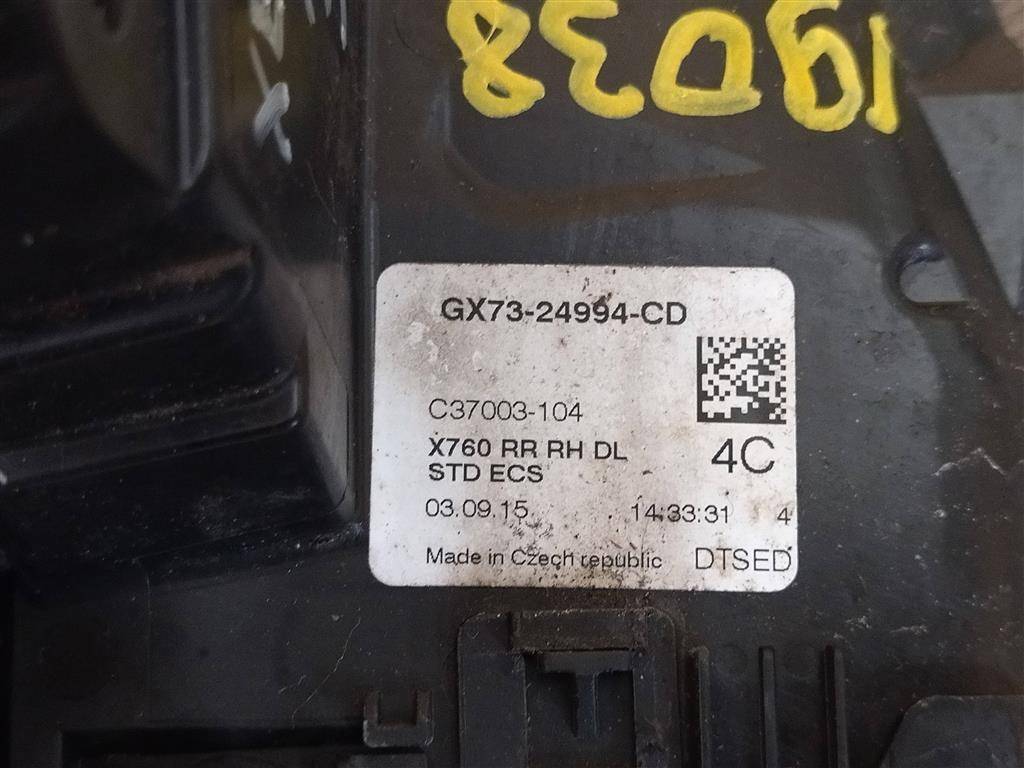 GX73-24994-CD
C37003-104
X760 RR RH DL
STD ECS
4C
03.09.15 14:33:31 4
Made in Czech republic DTSED